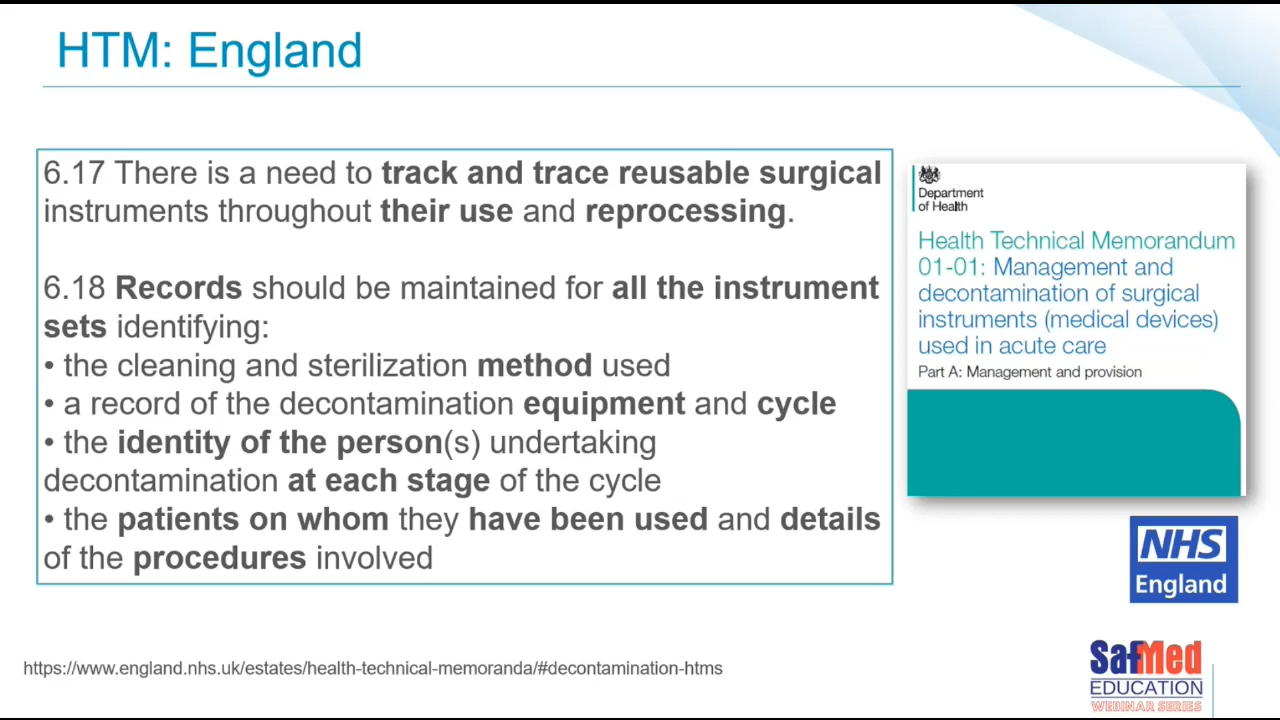 HTM: England
6.17 There is a need to track and trace reusable surgical
instruments throughout their use and reprocessing.
6.18 Records should be maintained for all the instrument
sets identifying:
• the cleaning and sterilization method used
• a record of the decontamination equipment and cycle
• the identity of the person(s) undertaking
decontamination at each stage of the cycle
• the patients on whom they have been used and details
of the procedures involved
Department
of Health
Health Technical Memorandum
01-01: Management and
decontamination of surgical
instruments (medical devices)
used in acute care
Part A: Management and provision
NHS
England
https://www.england.nhs.uk/estates/health-technical-memoranda/#decontamination-htms
SafMed
EDUCATION
WEBINAR SERIES